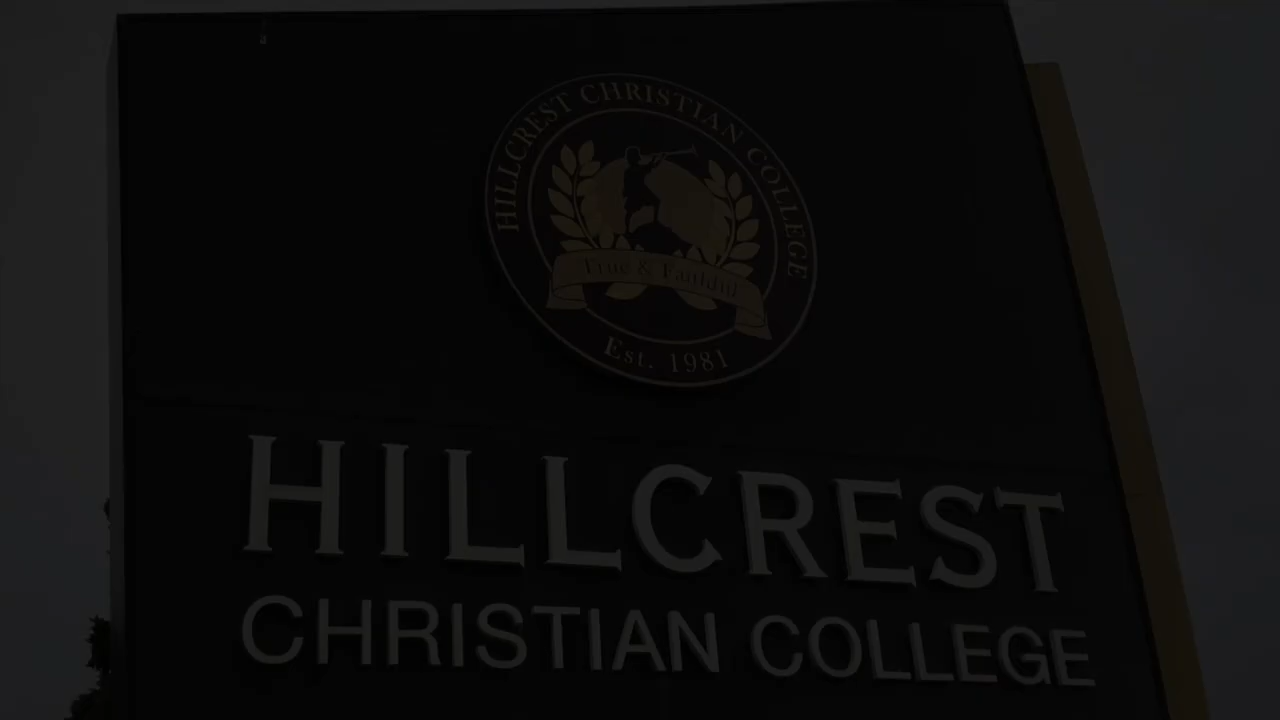 HILLCREST CHRISTIAN COLLEGE
True & Faithful
Est. 1981
HILLCREST
CHRISTIAN COLLEGE